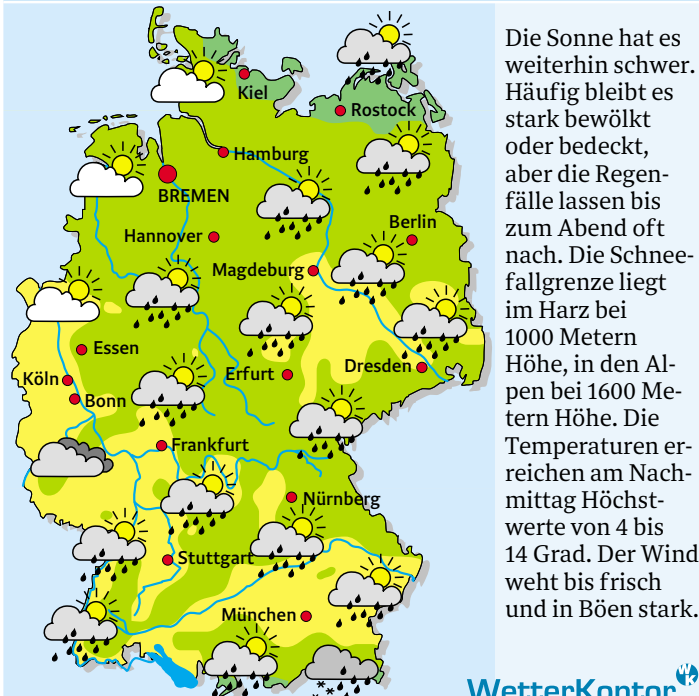 Die Sonne hat es
weiterhin schwer.
Häufig bleibt es
stark bewölkt
oder bedeckt,
aber die Regen-
fälle lassen bis
zum Abend oft
nach. Die Schnee-
fallgrenze liegt
im Harz bei
1000 Metern
Höhe, in den Al-
pen bei 1600 Me-
tern Höhe. Die
Temperaturen er-
reichen am Nach-
mittag Höchst-
werte von 4 bis
14 Grad. Der Wind
weht bis frisch
und in Böen stark.
Kiel
Rostock
Hamburg
BREMEN
Berlin
Hannover
Magdeburg
Essen
Köln
Erfurt
Dresden
Bonn
Frankfurt
Nürnberg
Stuttgart
München
WetterKontor
WK